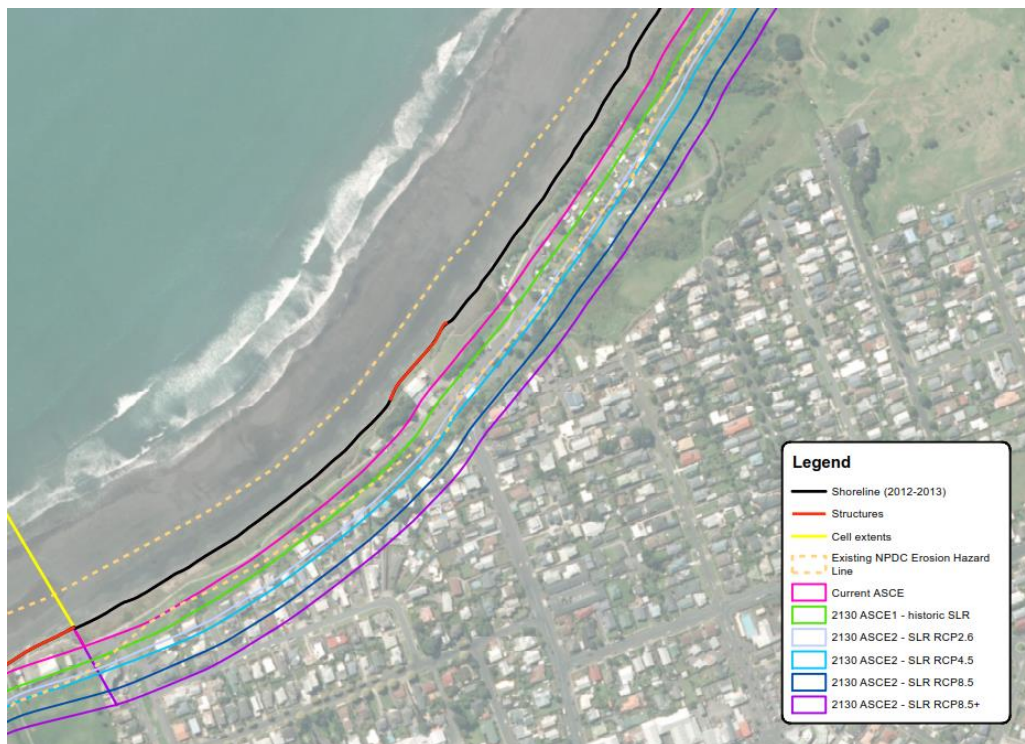 Legend
Shoreline (2012-2013)
Structures
Cell extents
Existing NPDC Erosion Hazard
Line
Current ASCE
2130 ASCE1 - historic SLR
2130 ASCE2 - SLR RCP2.6
2130 ASCE2 - SLR RCP4.5
2130 ASCE2 - SLR RCP8.5
2130 ASCE2 - SLR RCP8.5+